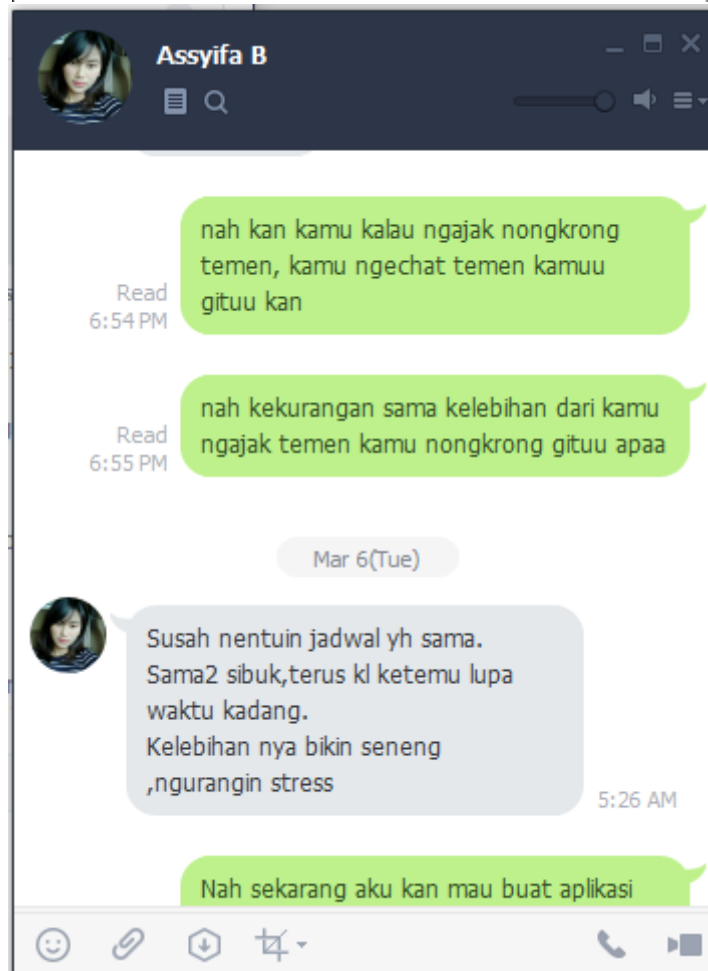 Assyifa B
nah kan kamu kalau ngajak nongkrong
temen, kamu ngechat temen kamuu
gituu kan
Read
6:54 PM
nah kekurangan sama kelebihan dari kamu
ngajak temen kamu nongkrong gituu apaa
Read
6:55 PM
Mar 6(Tue)
Susah nentuin jadwal yh sama.
Sama2 sibuk,terus kl ketemu lupa
waktu kadang.
Kelebihan nya bikin seneng
,ngurangin stress
5:26 AM
Nah sekarang aku kan mau buat aplikasi